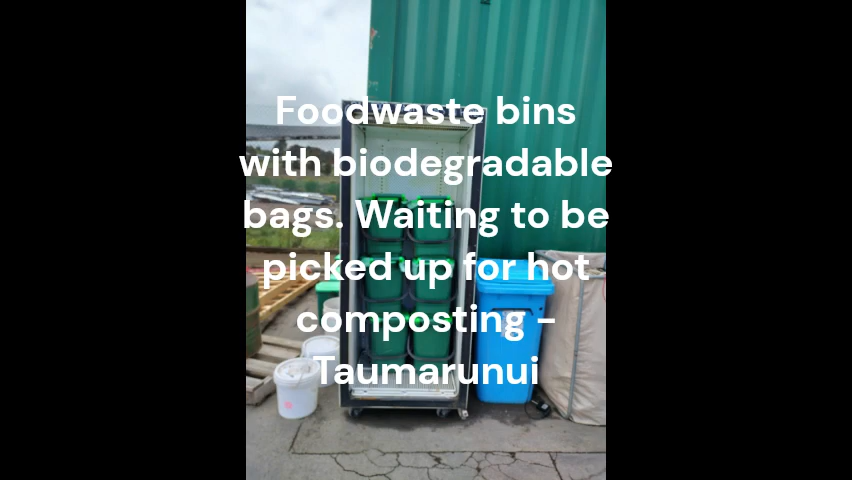 Foodwaste bins
with biodegradable
bags. Waiting to be
picked up for hot
composting -
Taumarunui